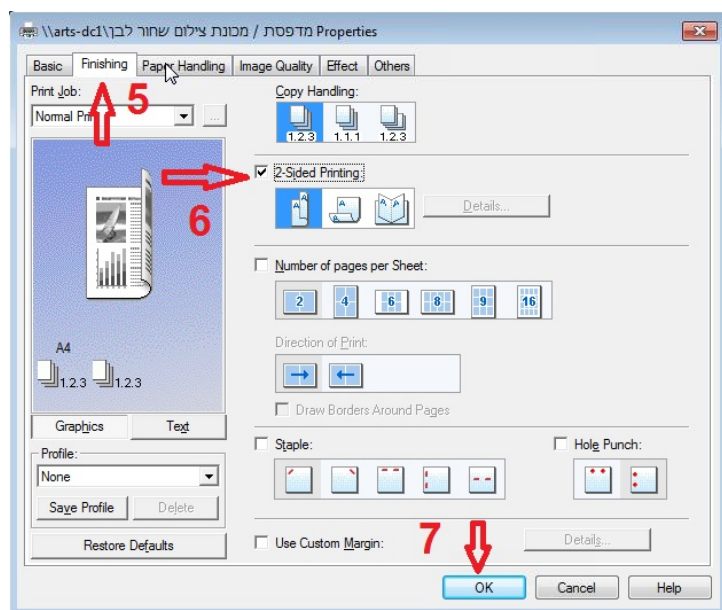 \\arts-dc1\מדפסת / מכונת צילום שחור לבן Properties
Basic Finishing Paper Handling Image Quality Effect Others
Print Job:
Normal Print
...
5
Copy Handling:
1.2.3 1.1.1 1.2.3
2-Sided Printing:
6
Details...
Number of pages per Sheet:
2 4 6 8 9 16
Direction of Print:
Draw Borders Around Pages
A4
1.2.3 1.2.3
Graphics Text
Profile:
None
Save Profile Delete
Restore Defaults
Staple:
Hole Punch:
Use Custom Margin:
7
Details...
OK Cancel Help